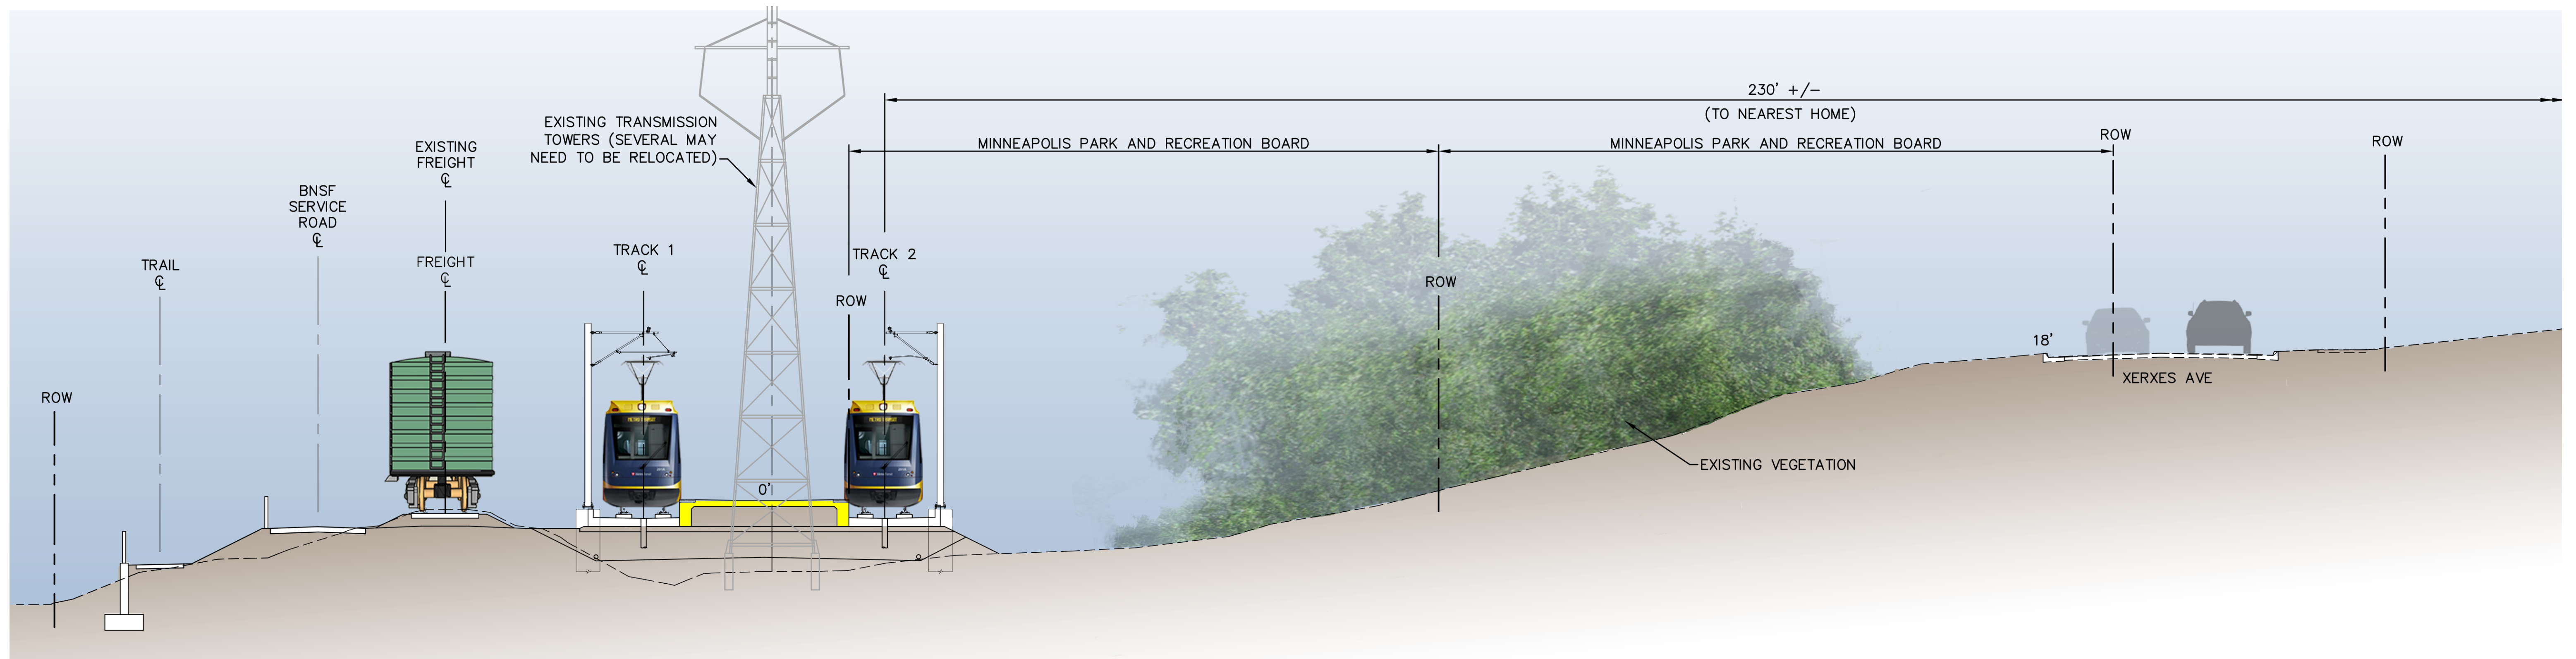 230' +/-
(TO NEAREST HOME)
EXISTING TRANSMISSION
TOWERS (SEVERAL MAY
NEED TO BE RELOCATED)
MINNEAPOLIS PARK AND RECREATION BOARD
MINNEAPOLIS PARK AND RECREATION BOARD
ROW
ROW
EXISTING
FREIGHT
℄
BNSF
SERVICE
ROAD
℄
TRAIL
℄
FREIGHT
℄
TRACK 1
℄
TRACK 2
℄
ROW
ROW
ROW
18'
XERXES AVE
0'
EXISTING VEGETATION